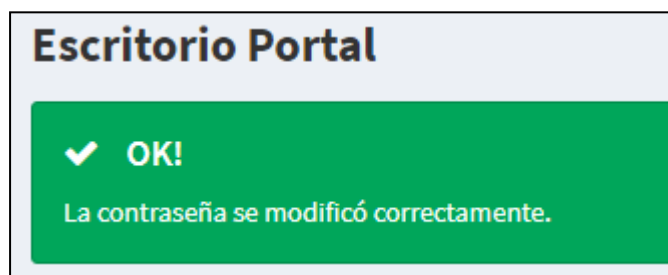 Escritorio Portal
OK!
La contraseña se modificó correctamente.